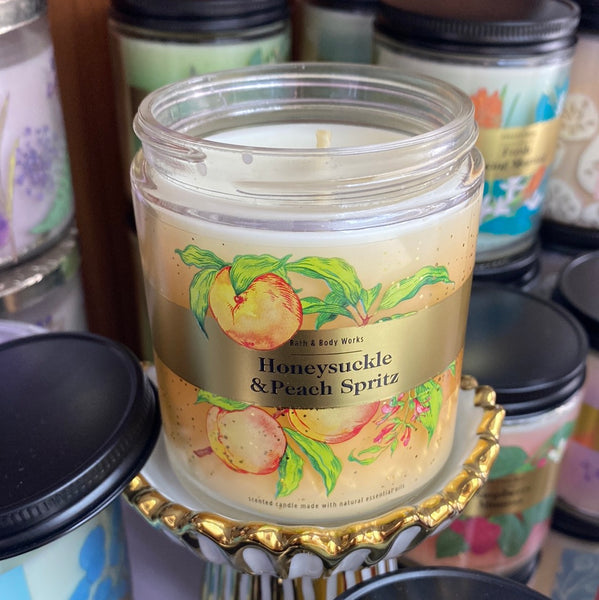 Bath & Body Works
Honeysuckle
& Peach Spritz
scented candle made with natural essential oils